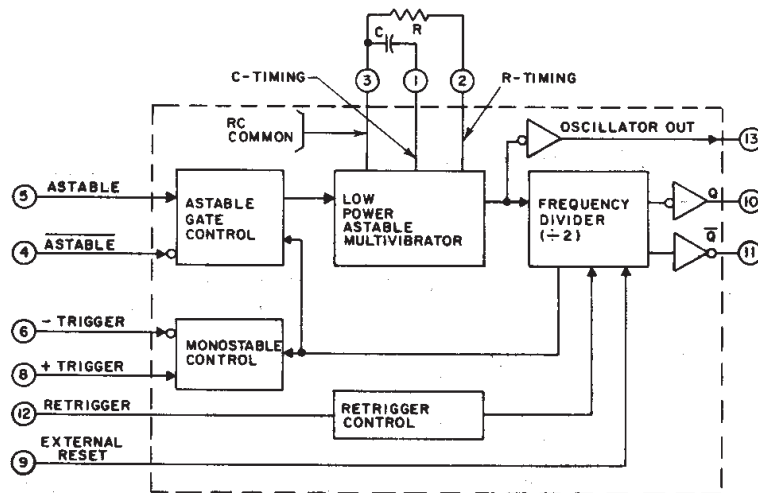 R
C
3
1
2
C-TIMING
R-TIMING
RC
COMMON
OSCILLATOR OUT
13
5
ASTABLE
ASTABLE
GATE
CONTROL
LOW
POWER
ASTABLE
MULTIVIBRATOR
FREQUENCY
DIVIDER
(÷2)
Q
10
4
A̅S̅T̅A̅B̅L̅E̅
Q̅
11
6
- TRIGGER
MONOSTABLE
CONTROL
8
+ TRIGGER
12
RETRIGGER
RETRIGGER
CONTROL
EXTERNAL
RESET
9